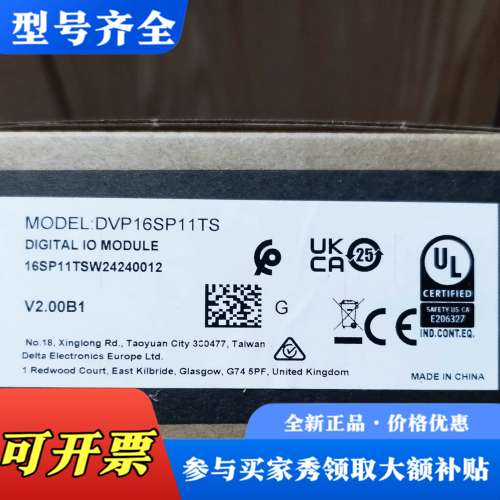 型号齐全
MODEL:DVP16SP11TS
DIGITAL IO MODULE
16SP11TSW24240012
UK
CA
25
UL
CERTIFIED
SAFETY US CA
E206327
IND.CONT.EQ.
V2.00B1
G
No.18, Xinglong Rd., Taoyuan City 330477, Taiwan
Delta Electronics Europe Ltd.
1 Redwood Court, East Kilbride, Glasgow, G74 5PF, United Kingdom
MADE IN CHINA
可开票
全新正品·价格优惠
参与买家秀领取大额补贴